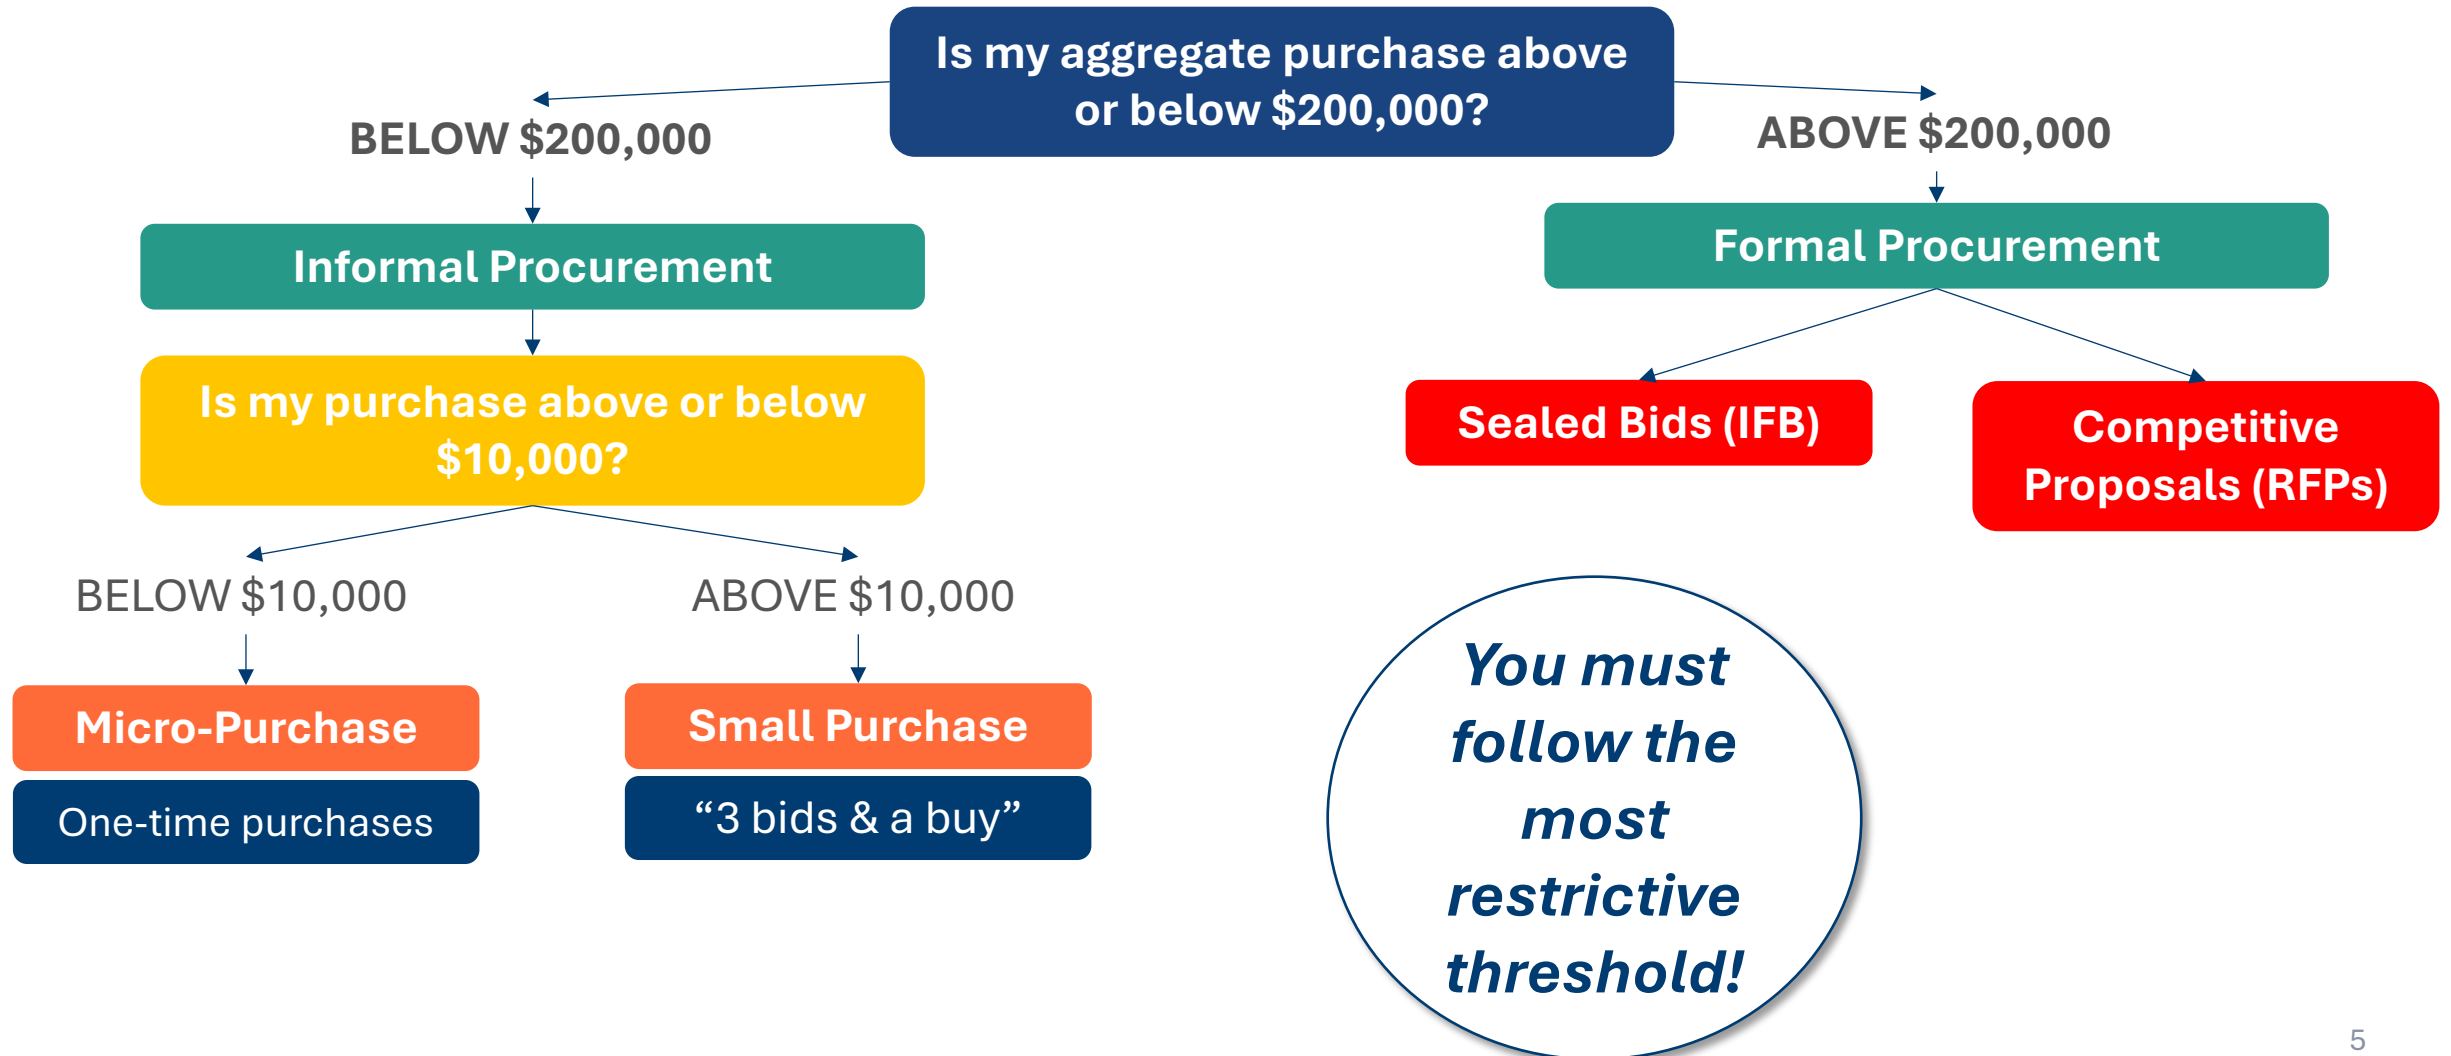 Is my aggregate purchase above
or below $200,000?
BELOW $200,000
ABOVE $200,000
Informal Procurement
Formal Procurement
Is my purchase above or below
$10,000?
Sealed Bids (IFB)
Competitive
Proposals (RFPs)
BELOW $10,000
ABOVE $10,000
Micro-Purchase
Small Purchase
One-time purchases
“3 bids & a buy”
You must
follow the
most
restrictive
threshold!
5